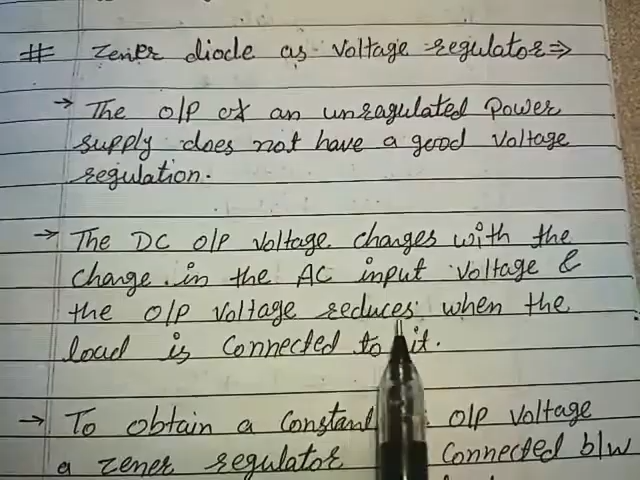 # Zener diode as voltage regulator⇒
→ The O/P of an unragulated Power
supply does not have a good voltage
regulation.
→ The DC O/P voltage changes with the
change in the AC input voltage &
the O/P voltage reduces when the
load is connected to it.
→ To obtain a Constant O/P voltage
a zener regulator Connected b/w